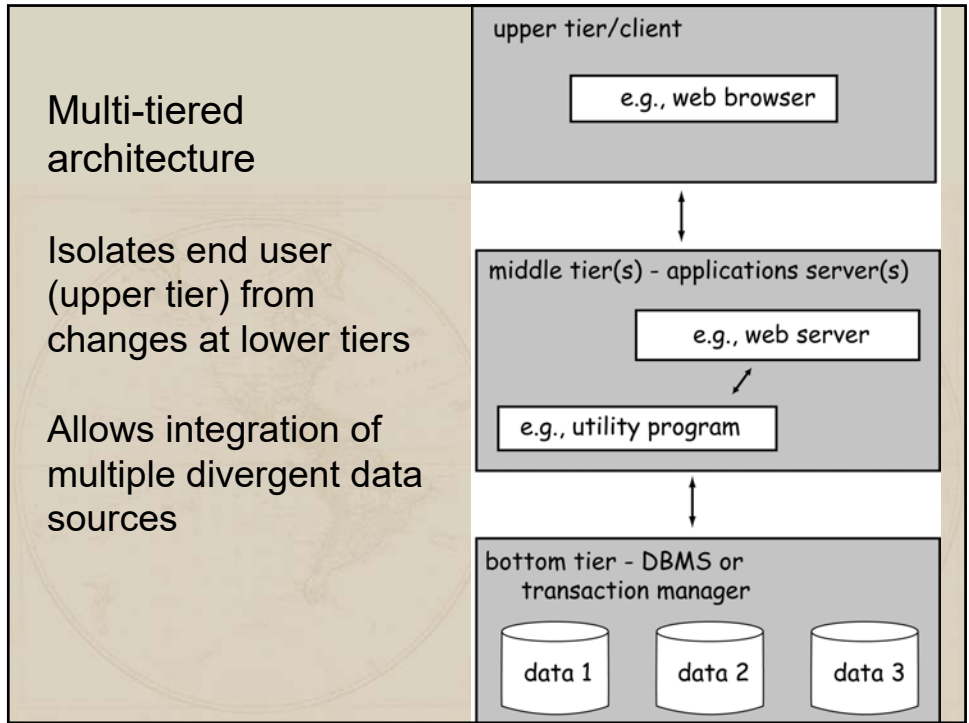 Multi-tiered
architecture
Isolates end user
(upper tier) from
changes at lower tiers
Allows integration of
multiple divergent data
sources
upper tier/client
e.g., web browser
middle tier(s) - applications server(s)
e.g., web server
e.g., utility program
bottom tier - DBMS or
transaction manager
data 1
data 2
data 3